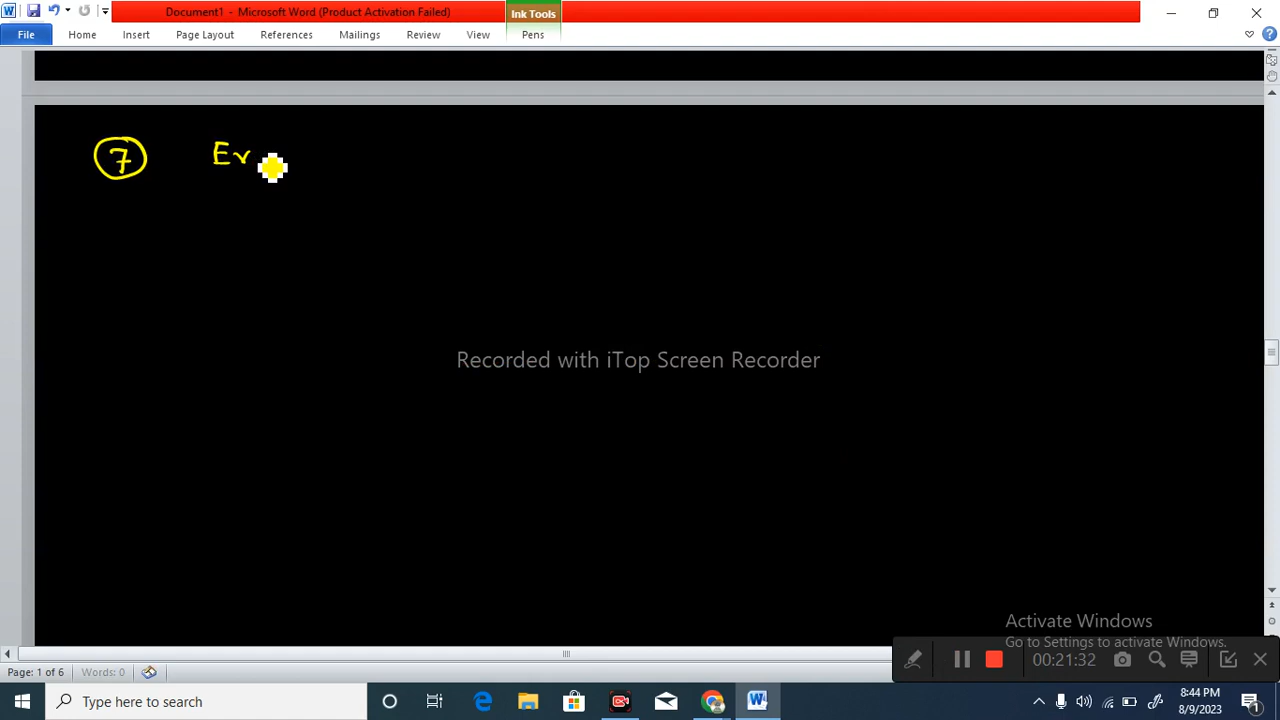 Document1 - Microsoft Word (Product Activation Failed)
Ink Tools
File Home Insert Page Layout References Mailings Review View Pens
7 Er
Recorded with iTop Screen Recorder
Activate Windows
Go to Settings to activate Windows.
00:21:32
Page: 1 of 6 Words: 0
Type here to search
8:44 PM
8/9/2023
1